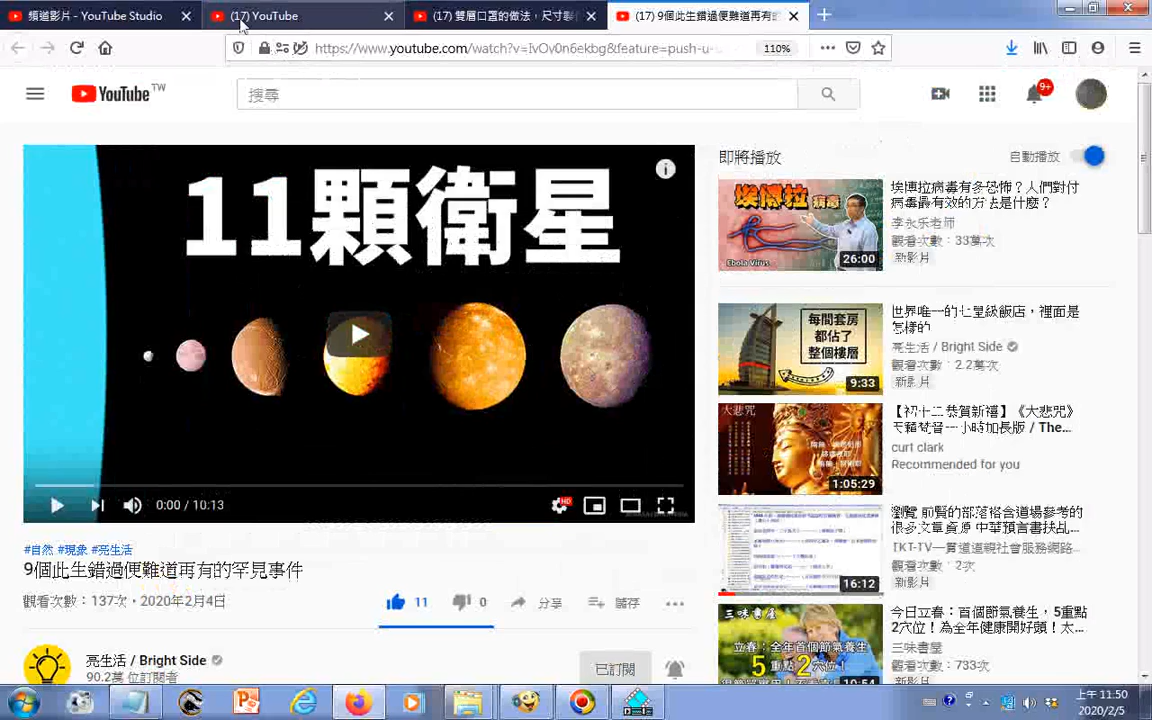 頻道影片 - YouTube Studio
(17) YouTube
(17) 雙層口罩的做法，尺寸製作
(17) 9個此生錯過便難道再有的
https://www.youtube.com/watch?v=IvOy0n6ekbg&feature=push-u-
110%
YouTube TW
搜尋
9+
11顆衛星
0:00 / 10:13
HD
#自然 #現象 #亮生活
9個此生錯過便難道再有的罕見事件
觀看次數：137次 • 2020年2月4日
11
0
分享
儲存
亮生活 / Bright Side
90.2萬 位訂閱者
已訂閱
即將播放
自動播放
埃博拉 病毒
Ebola Virus
26:00
埃博拉病毒有多恐怖？人們對付
病毒最有效的方法是什麼？
李永乐老师
觀看次數：33萬次
新影片
每間套房
都佔了
整個樓層
9:33
世界唯一的七星級飯店，裡面是
怎樣的
亮生活 / Bright Side
觀看次數：2.2萬次
新影片
大悲咒
1:05:29
【初十二恭賀新禧】《大悲咒》
天籟梵音一小時加長版 / The...
curt clark
Recommended for you
16:12
瀏覽 前賢的部落格會道場參考的
很多文章資源 中華預言書扶乩...
TKT-TV—貫道道親社會服務網路...
觀看次數：2次
新影片
三味書屋
立春：全年首個節氣養生
5重點 2穴位！
10:54
今日立春：首個節氣養生，5重點
2穴位！為全年健康開好頭！太...
三味書屋
觀看次數：733次
新影片
上午 11:50
2020/2/5